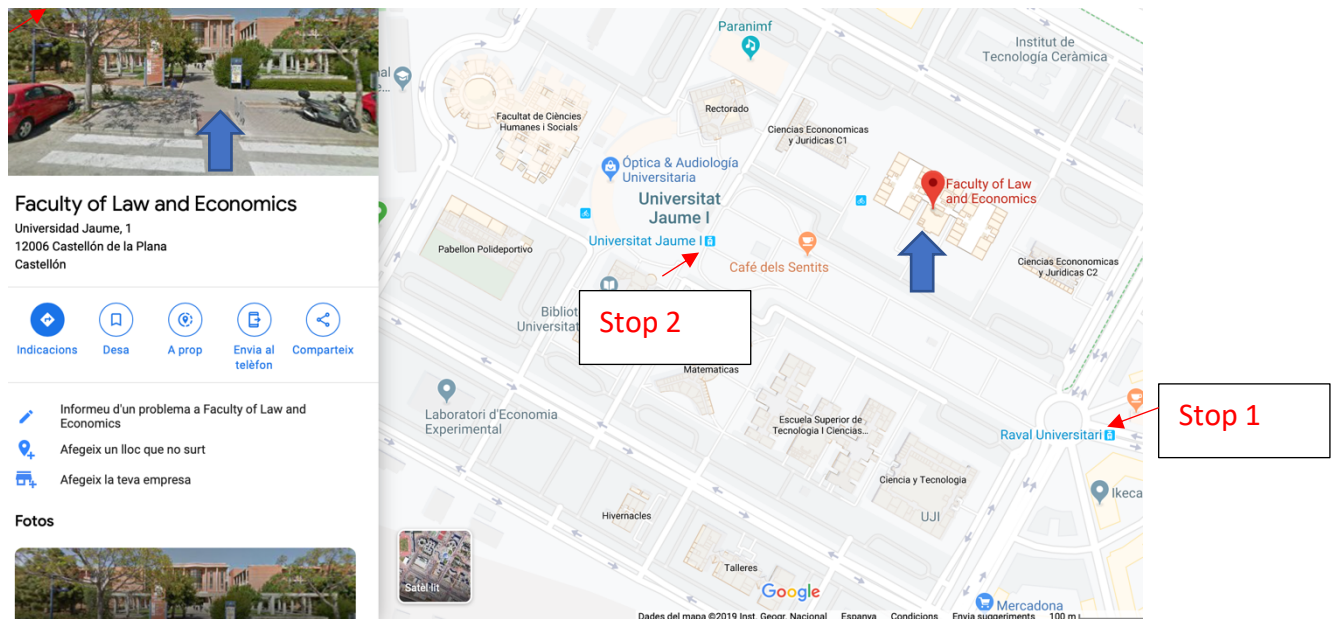 Faculty of Law and Economics
Universidad Jaume, 1
12006 Castellón de la Plana
Castellón
Indicacions
Desa
A prop
Envia al
telèfon
Comparteix
Informeu d'un problema a Faculty of Law and
Economics
Afegeix un lloc que no surt
Afegeix la teva empresa
Fotos
Paranimf
Institut de
Tecnología Ceràmica
Rectorado
Facultat de Ciències
Humanes i Socials
Ciencias Econonomicas
y Juridicas C1
Óptica & Audiología
Universitaria
Universitat
Jaume I
Faculty of Law
and Economics
Universitat Jaume I
Pabellon Polideportivo
Café dels Sentits
Ciencias Econonomicas
y Juridicas C2
Stop 2
Matematicas
Laboratori d'Economia
Experimental
Escuela Superior de
Tecnologia I Ciencias...
Raval Universitari
Stop 1
Ciencia y Tecnologia
Ikeca
UJI
Hivernacles
Talleres
Satèl·lit
Google
Mercadona
Dades del mapa ©2019 Inst. Geogr. Nacional Espanya Condicions Envia suggeriments 100 m